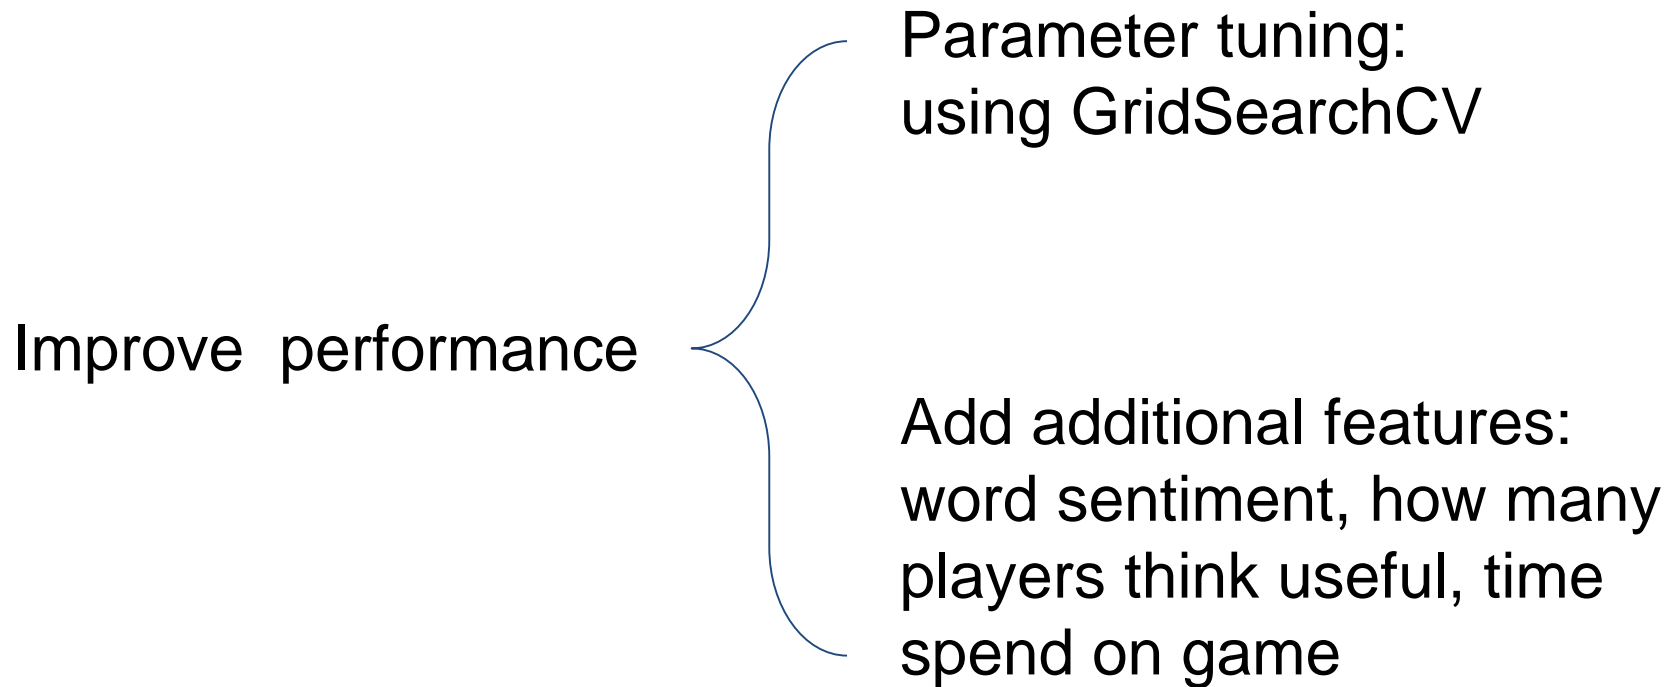 Parameter tuning:
using GridSearchCV
Improve performance
Add additional features:
word sentiment, how many
players think useful, time
spend on game